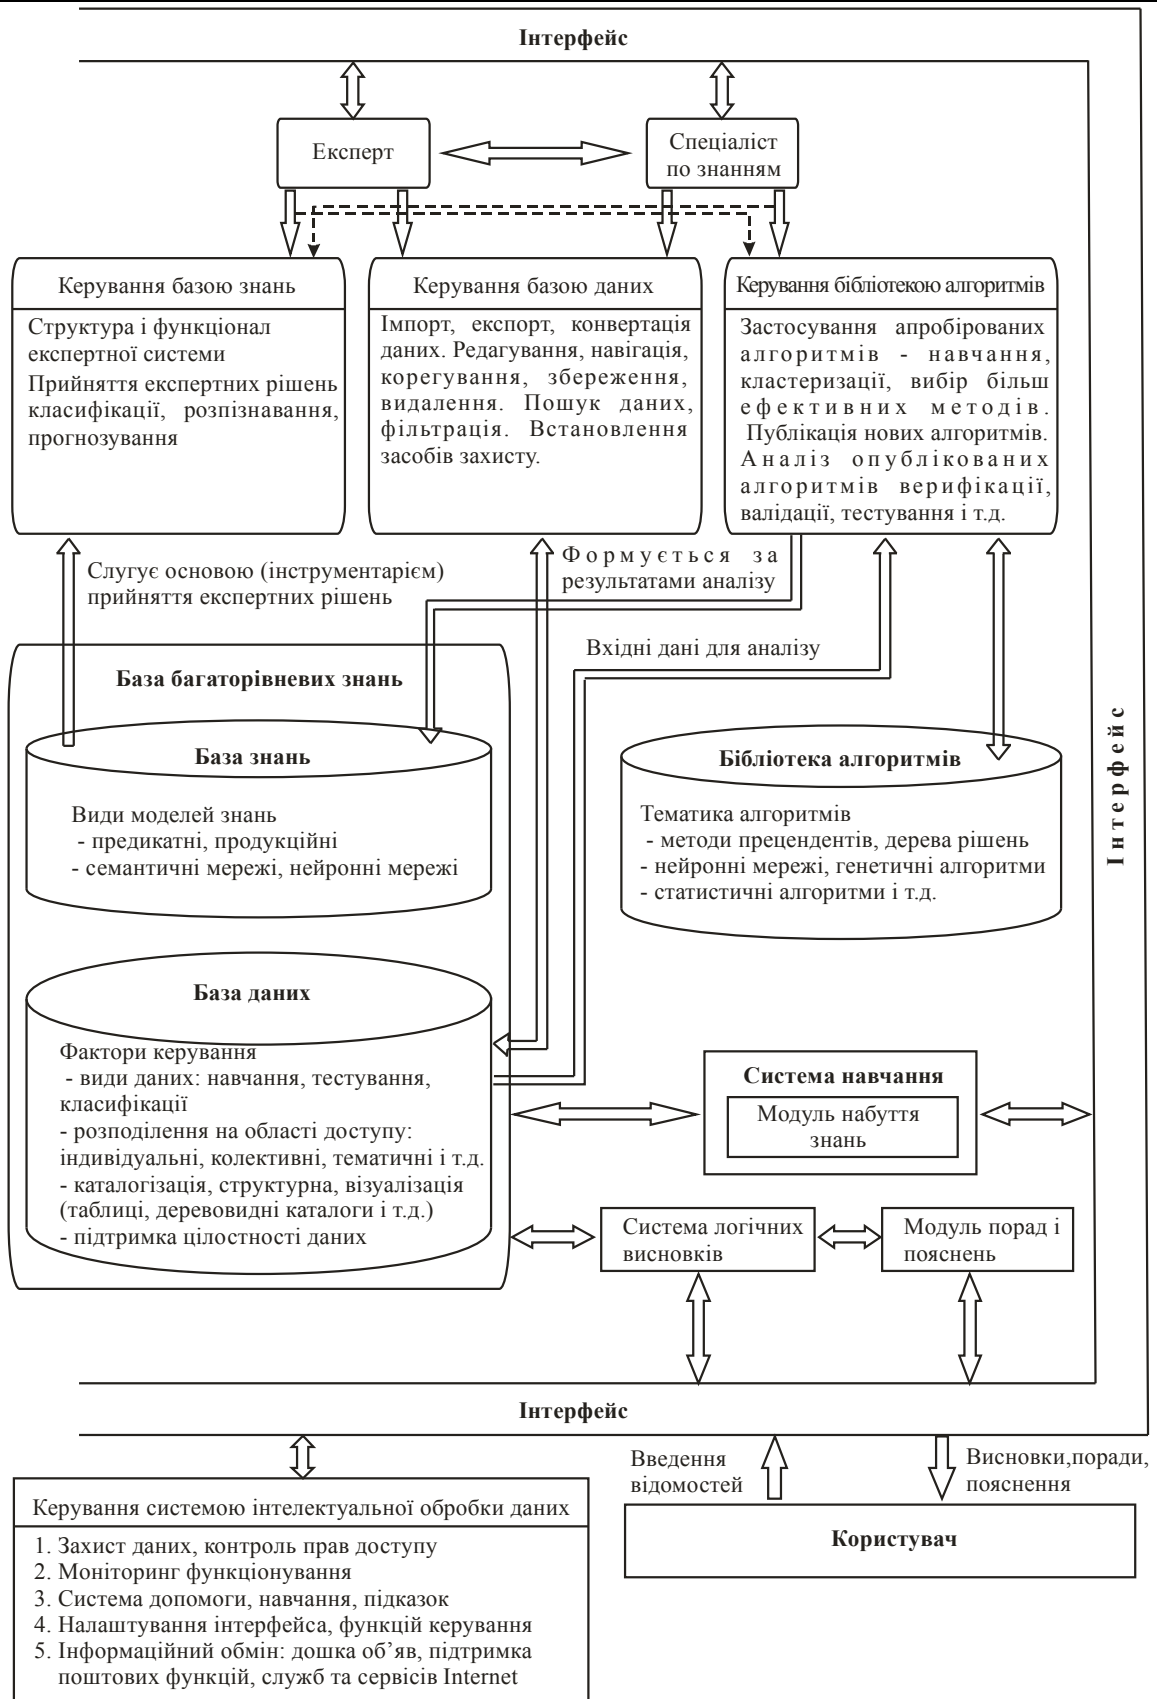 Інтерфейс
Експерт
Спеціаліст
по знанням
Керування базою знань
Структура і функціонал
експертної системи
Прийняття експертних рішень
класифікації, розпізнавання,
прогнозування
Керування базою даних
Імпорт, експорт, конвертація
даних. Редагування, навігація,
корегування, збереження,
видалення. Пошук даних,
фільтрація. Встановлення
засобів захисту.
Керування бібліотекою алгоритмів
Застосування апробірованих
алгоритмів - навчання,
кластеризації, вибір більш
ефективних методів.
Публікація нових алгоритмів.
Аналіз опублікованих
алгоритмів верифікації,
валідації, тестування і т.д.
Слугує основою (інструментарієм)
прийняття експертних рішень
Формується за
результатами аналізу
Вхідні дані для аналізу
База багаторівневих знань
База знань
Види моделей знань
- предикатні, продукційні
- семантичні мережі, нейронні мережі
Бібліотека алгоритмів
Тематика алгоритмів
- методи прецендентів, дерева рішень
- нейронні мережі, генетичні алгоритми
- статистичні алгоритми і т.д.
Інтерфейс
База даних
Фактори керування
- види даних: навчання, тестування,
класифікації
- розподілення на області доступу:
індивідуальні, колективні, тематичні і т.д.
- каталогізація, структурна, візуалізація
(таблиці, деревовидні каталоги і т.д.)
- підтримка цілостності даних
Система навчання
Модуль набуття
знань
Система логічних
висновків
Модуль порад і
пояснень
Інтерфейс
Введення
відомостей
Висновки,поради,
пояснення
Користувач
Керування системою інтелектуальної обробки даних
1. Захист даних, контроль прав доступу
2. Моніторинг функціонування
3. Система допомоги, навчання, підказок
4. Налаштування інтерфейса, функцій керування
5. Інформаційний обмін: дошка об’яв, підтримка
поштових функцій, служб та сервісів Internet